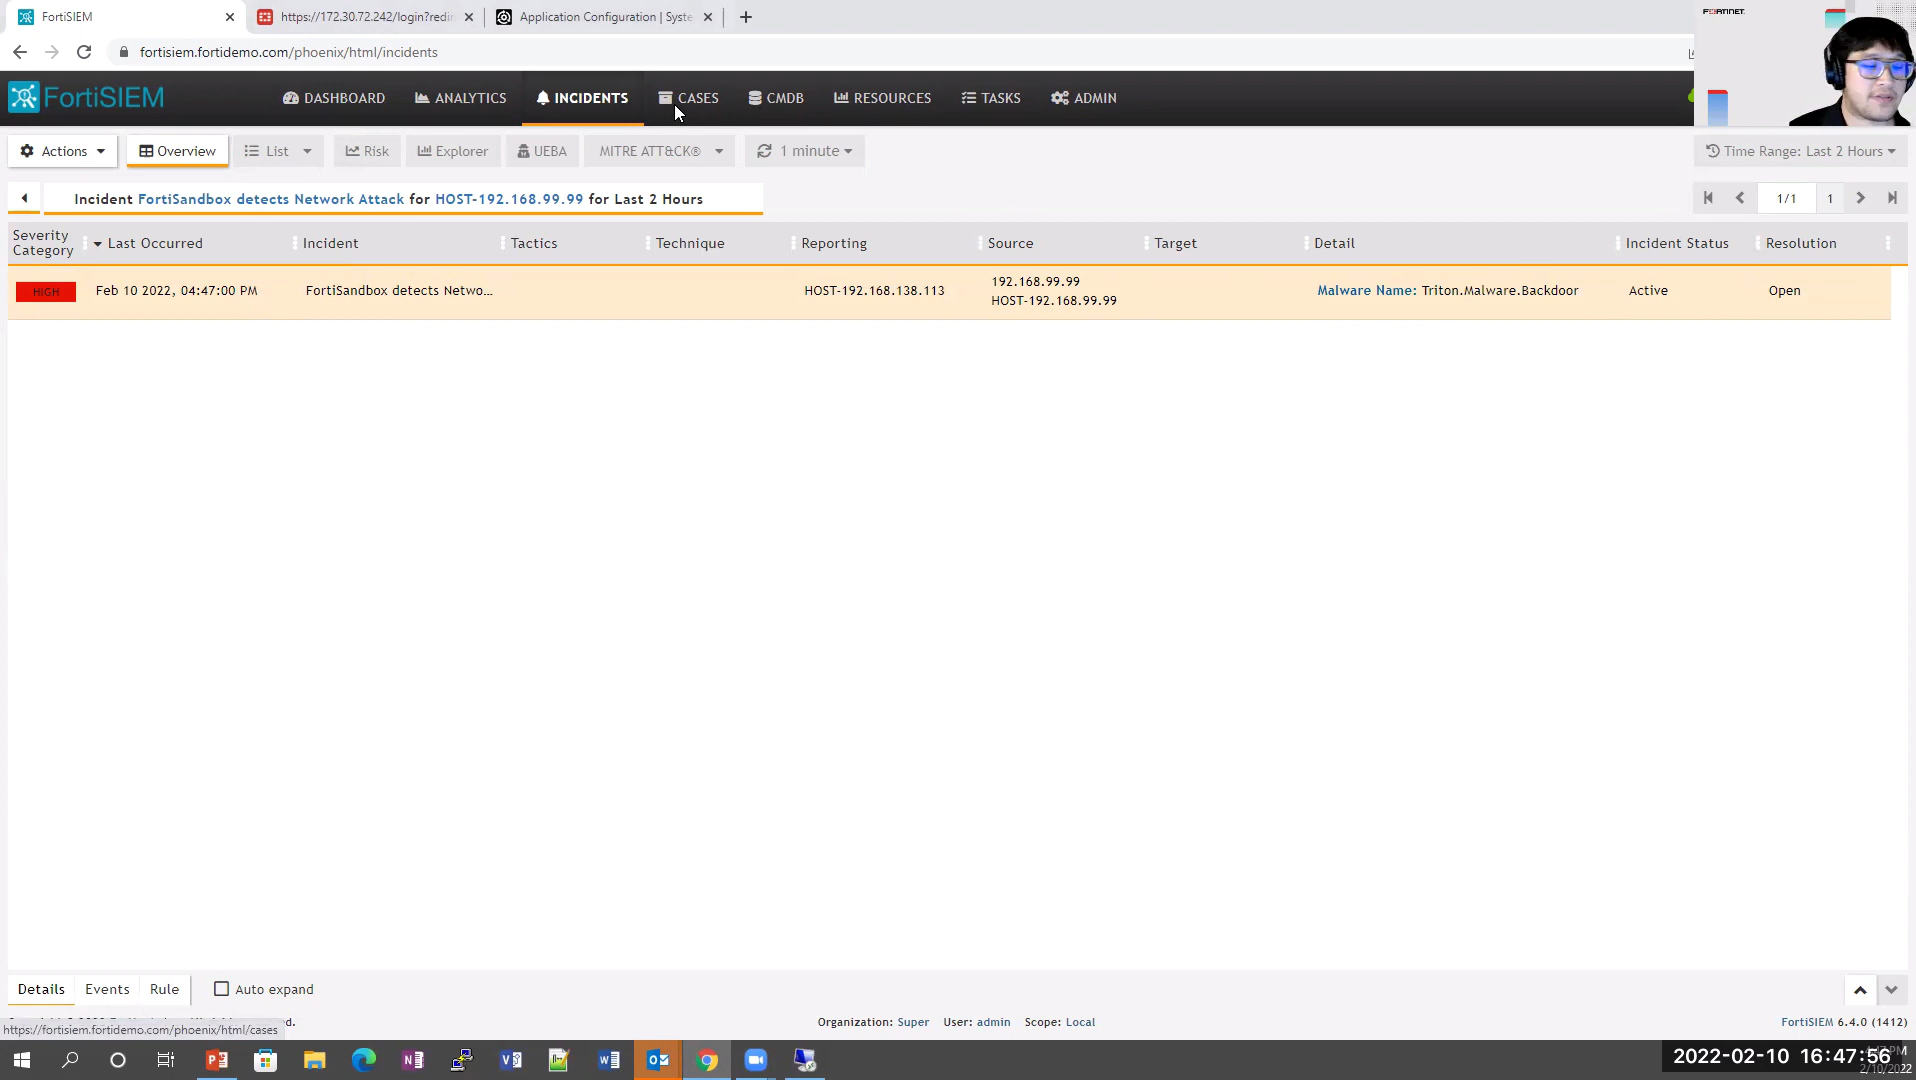 FortiSIEM
https://172.30.72.242/login?redir
Application Configuration | Syste
fortisiem.fortidemo.com/phoenix/html/incidents
FORTINET
FortiSIEM
DASHBOARD
ANALYTICS
INCIDENTS
CASES
CMDB
RESOURCES
TASKS
ADMIN
Actions
Overview
List
Risk
Explorer
UEBA
MITRE ATT&CK®
1 minute
Time Range: Last 2 Hours
Incident FortiSandbox detects Network Attack for HOST-192.168.99.99 for Last 2 Hours
1/1
1
Severity Category
Last Occurred
Incident
Tactics
Technique
Reporting
Source
Target
Detail
Incident Status
Resolution
HIGH
Feb 10 2022, 04:47:00 PM
FortiSandbox detects Netwo...
HOST-192.168.138.113
192.168.99.99
HOST-192.168.99.99
Malware Name: Triton.Malware.Backdoor
Active
Open
Details
Events
Rule
Auto expand
https://fortisiem.fortidemo.com/phoenix/html/cases
Organization: Super
User: admin
Scope: Local
FortiSIEM 6.4.0 (1412)
2022-02-10 16:47:56
2/10/2022